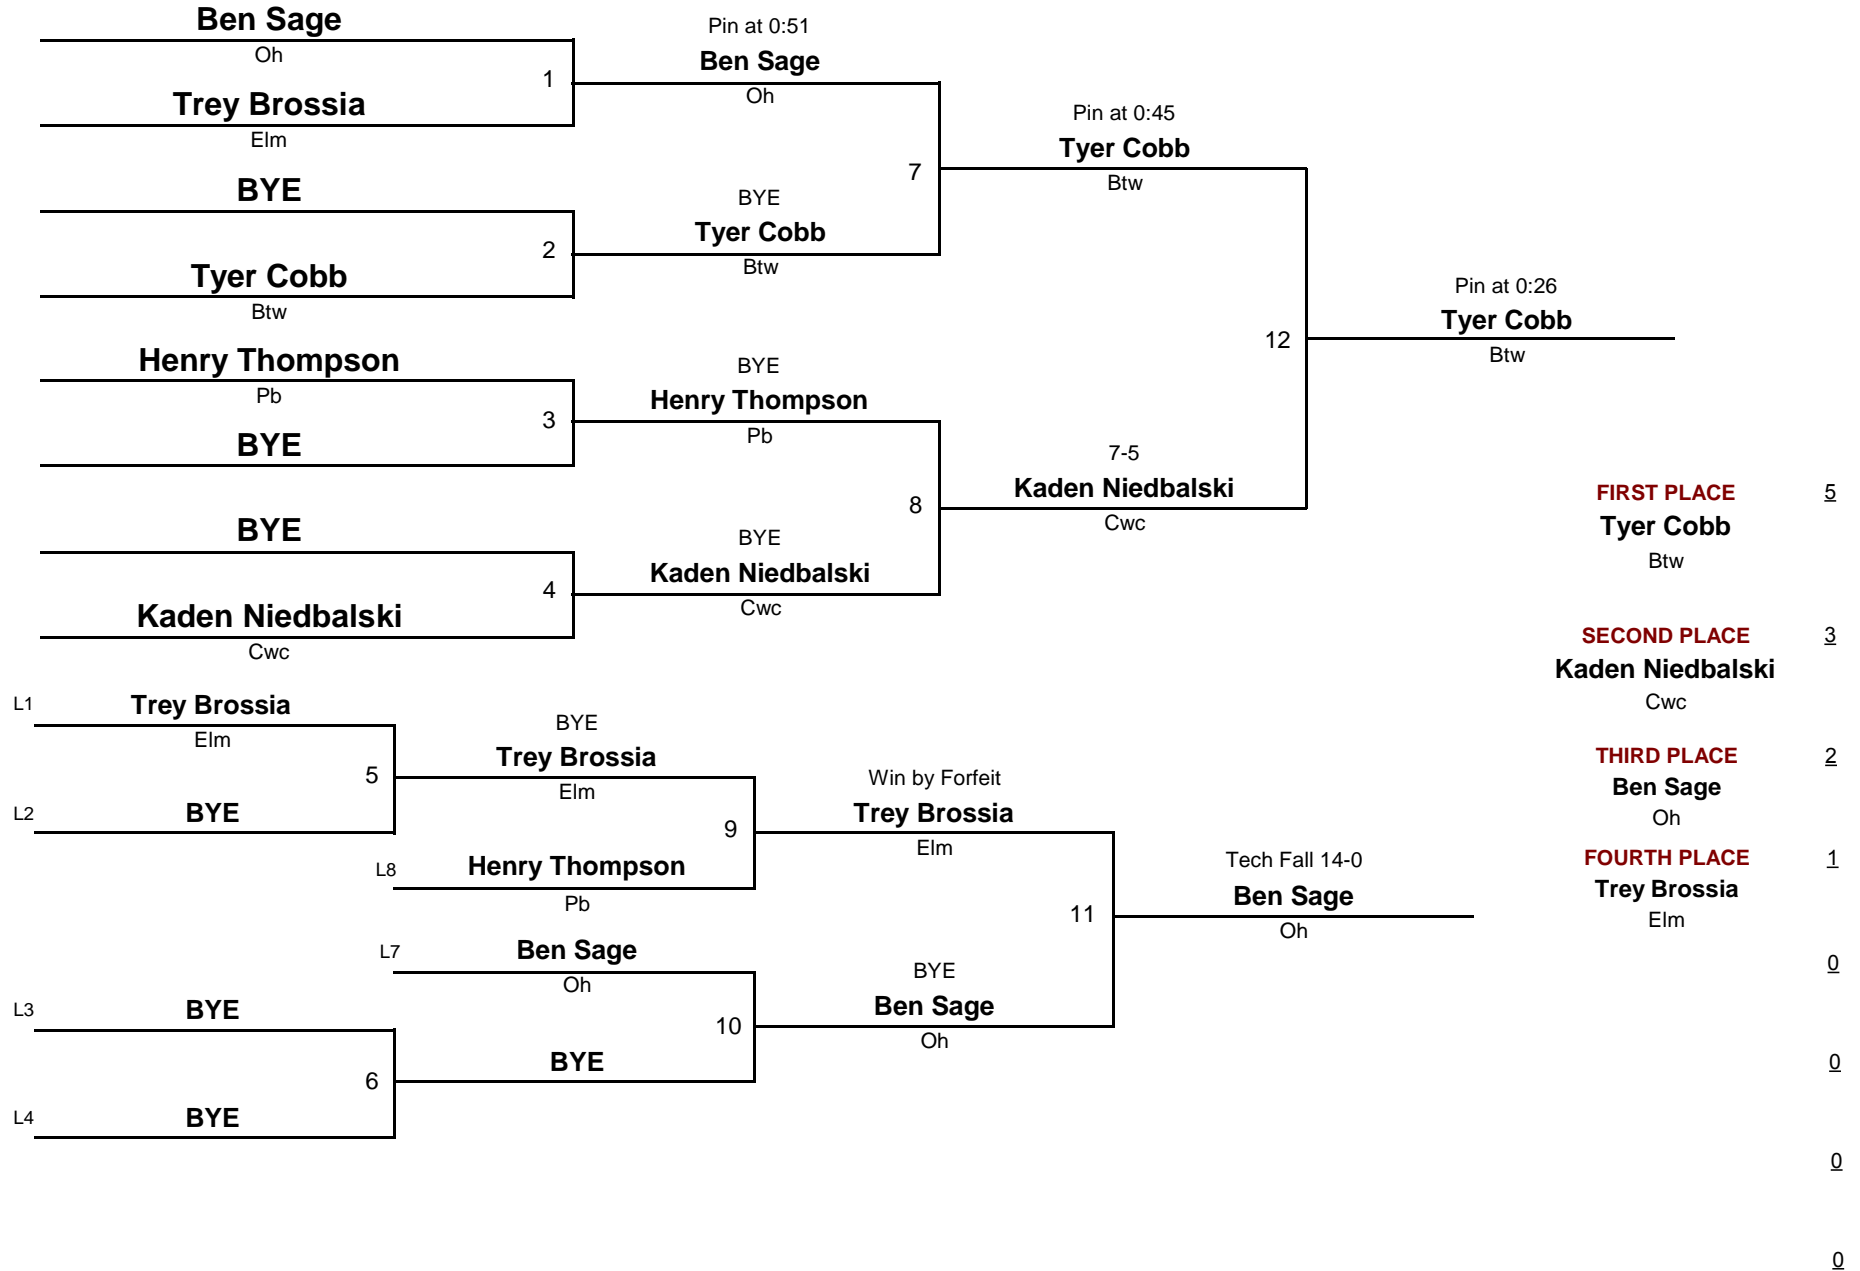 Ben Sage
Oh
1
Trey Brossia
Elm
BYE
2
Tyer Cobb
Btw
Henry Thompson
Pb
3
BYE
BYE
4
Kaden Niedbalski
Cwc
Pin at 0:51
Ben Sage
Oh
7
BYE
Tyer Cobb
Btw
BYE
Henry Thompson
Pb
8
BYE
Kaden Niedbalski
Cwc
Pin at 0:45
Tyer Cobb
Btw
12
7-5
Kaden Niedbalski
Cwc
Pin at 0:26
Tyer Cobb
Btw
FIRST PLACE 5
Tyer Cobb
Btw
SECOND PLACE 3
Kaden Niedbalski
Cwc
THIRD PLACE 2
Ben Sage
Oh
FOURTH PLACE 1
Trey Brossia
Elm
0
0
0
0
L1 Trey Brossia
Elm
5
L2 BYE
BYE
Trey Brossia
Elm
9
L8 Henry Thompson
Pb
L7 Ben Sage
Oh
10
BYE
L3 BYE
6
L4 BYE
Win by Forfeit
Trey Brossia
Elm
11
BYE
Ben Sage
Oh
Tech Fall 14-0
Ben Sage
Oh